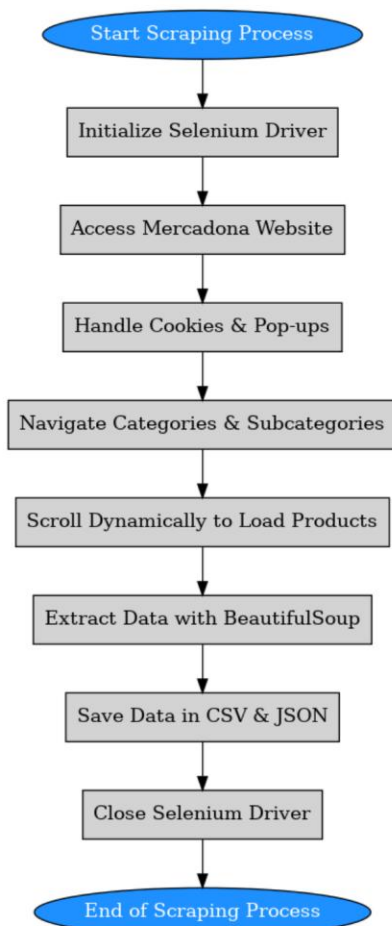 Start Scraping Process
Initialize Selenium Driver
Access Mercadona Website
Handle Cookies & Pop-ups
Navigate Categories & Subcategories
Scroll Dynamically to Load Products
Extract Data with BeautifulSoup
Save Data in CSV & JSON
Close Selenium Driver
End of Scraping Process